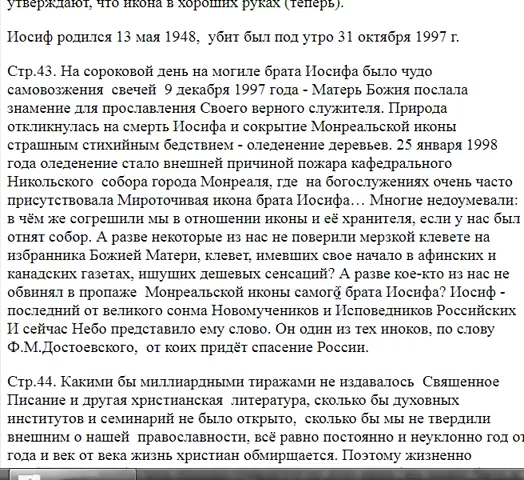 утверждают, что икона в хороших руках (теперь).
Иосиф родился 13 мая 1948,  убит был под утро 31 октября 1997 г.
Стр.43. На сороковой день на могиле брата Иосифа было чудо
самовозжения  свечей  9 декабря 1997 года - Матерь Божия послала
знамение для прославления Своего верного служителя. Природа
откликнулась на смерть Иосифа и сокрытие Монреальской иконы
страшным стихийным бедствием - оледенение деревьев. 25 января 1998
года оледенение стало внешней причиной пожара кафедрального
Никольского  собора города Монреаля, где  на богослужениях очень часто
присутствовала Мироточивая икона брата Иосифа… Многие недоумевали:
в чём же согрешили мы в отношении иконы и её хранителя, если у нас был
отнят собор. А разве некоторые из нас не поверили мерзкой клевете на
избранника Божией Матери, клевет, имевших свое начало в афинских и
канадских газетах, ищущих дешевых сенсаций? А разве кое-кто из нас не
обвинял в пропаже  Монреальской иконы самого брата Иосифа? Иосиф -
последний от великого сонма Новомучеников и Исповедников Российских
И сейчас Небо представило ему слово. Он один из тех иноков, по слову
Ф.М.Достоевского,  от коих придёт спасение России.
Стр.44. Какими бы миллиардными тиражами не издавалось  Священное
Писание и другая христианская  литература, сколько бы духовных
институтов и семинарий не было открыто,  сколько бы мы не твердили
внешним о нашей  православности, всё равно постоянно и неуклонно год от
года и век от века жизнь христиан обмирщается. Поэтому жизненно